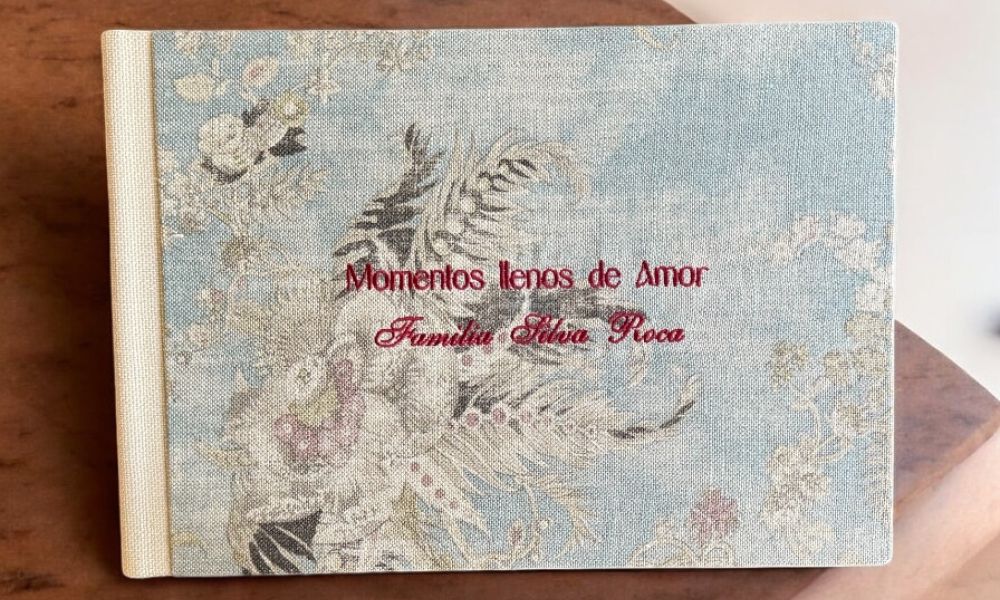 Momentos llenos de Amor
Familia Silva Roca